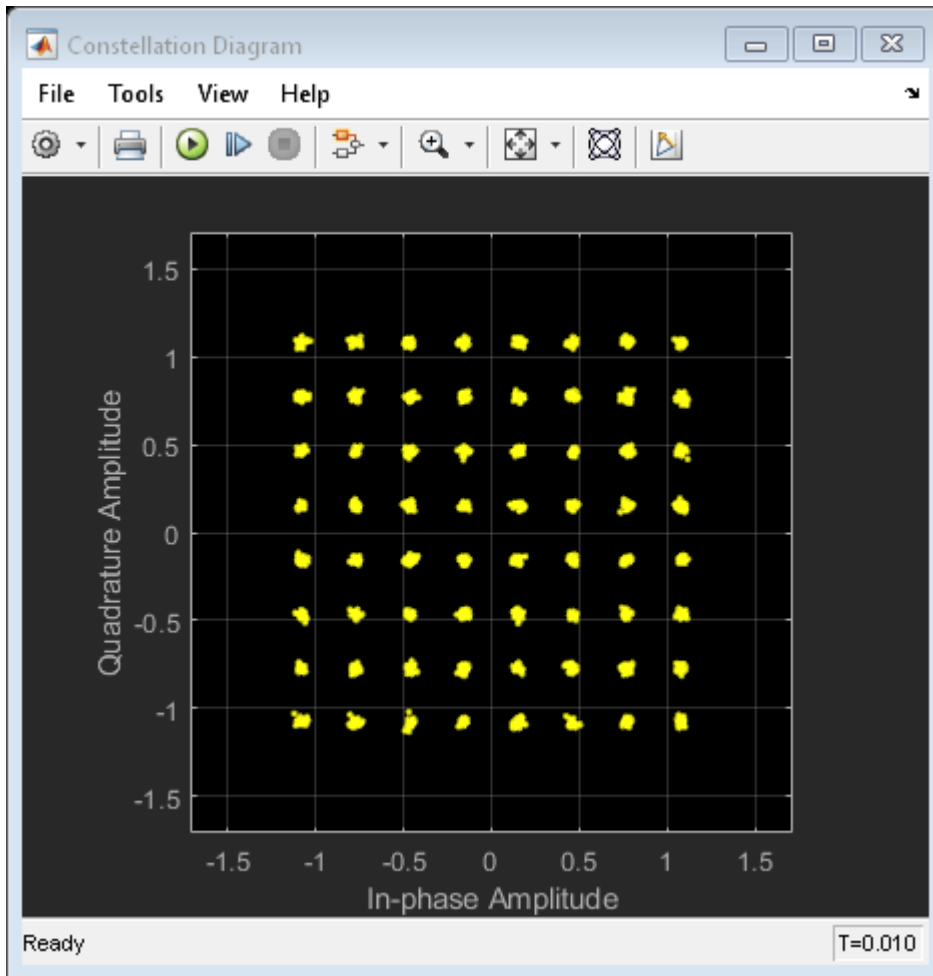 Constellation Diagram
File Tools View Help
1.5
1
0.5
0
-0.5
-1
-1.5
Quadrature Amplitude
-1.5 -1 -0.5 0 0.5 1 1.5
In-phase Amplitude
Ready T=0.010